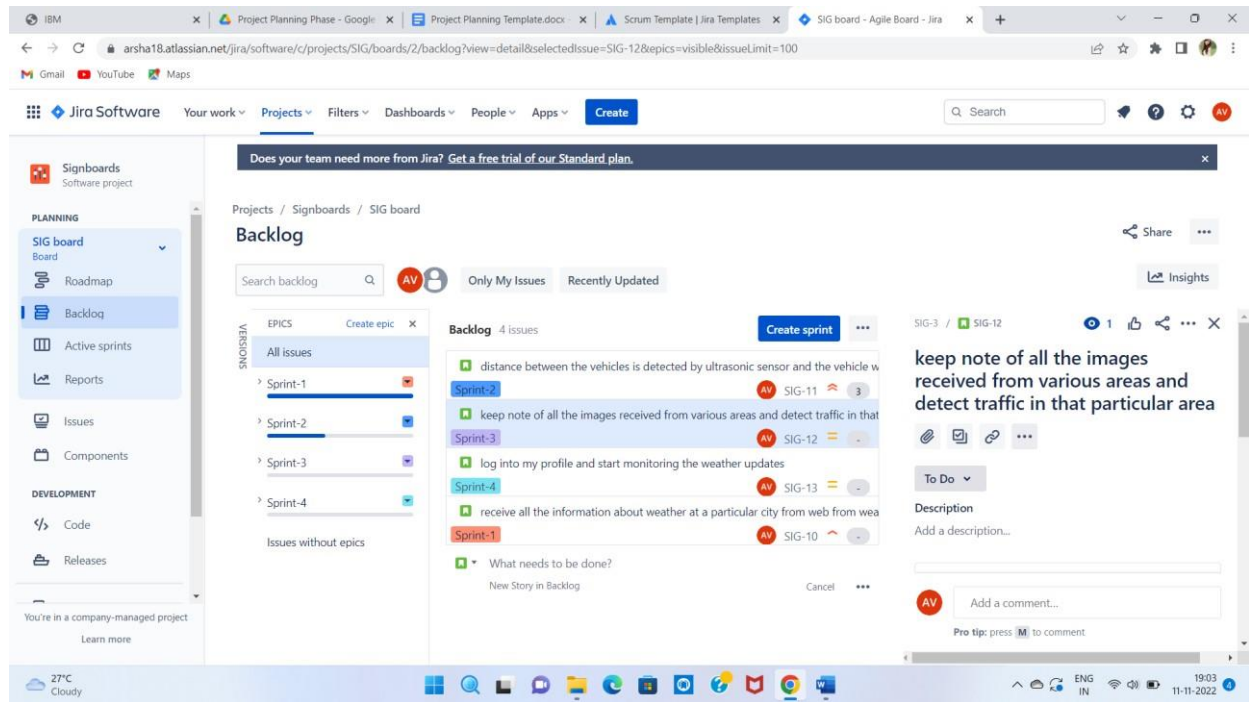 IBM
Project Planning Phase - Google
Project Planning Template.docx
Scrum Template | Jira Templates
SIG board - Agile Board - Jira
arsha18.atlassian.net/jira/software/c/projects/SIG/boards/2/backlog?view=detail&selectedIssue=SIG-12&epics=visible&issueLimit=100
Gmail YouTube Maps
Jira Software Your work Projects Filters Dashboards People Apps Create Search AV
Does your team need more from Jira? Get a free trial of our Standard plan.
Signboards
Software project
PLANNING
SIG board
Board
Roadmap
Backlog
Active sprints
Reports
Issues
Components
DEVELOPMENT
Code
Releases
You're in a company-managed project
Learn more
Projects / Signboards / SIG board
Backlog
Share
Search backlog AV Only My Issues Recently Updated Insights
VERSIONS
EPICS Create epic
All issues
Sprint-1
Sprint-2
Sprint-3
Sprint-4
Issues without epics
Backlog 4 issues Create sprint
distance between the vehicles is detected by ultrasonic sensor and the vehicle w
Sprint-2 AV SIG-11 3
keep note of all the images received from various areas and detect traffic in that
Sprint-3 AV SIG-12 -
log into my profile and start monitoring the weather updates
Sprint-4 AV SIG-13 -
receive all the information about weather at a particular city from web from wea
Sprint-1 AV SIG-10 -
What needs to be done?
New Story in Backlog Cancel
SIG-3 / SIG-12 1
keep note of all the images
received from various areas and
detect traffic in that particular area
To Do
Description
Add a description...
AV Add a comment...
Pro tip: press M to comment
27°C
Cloudy
ENG
IN
19:03
11-11-2022
4